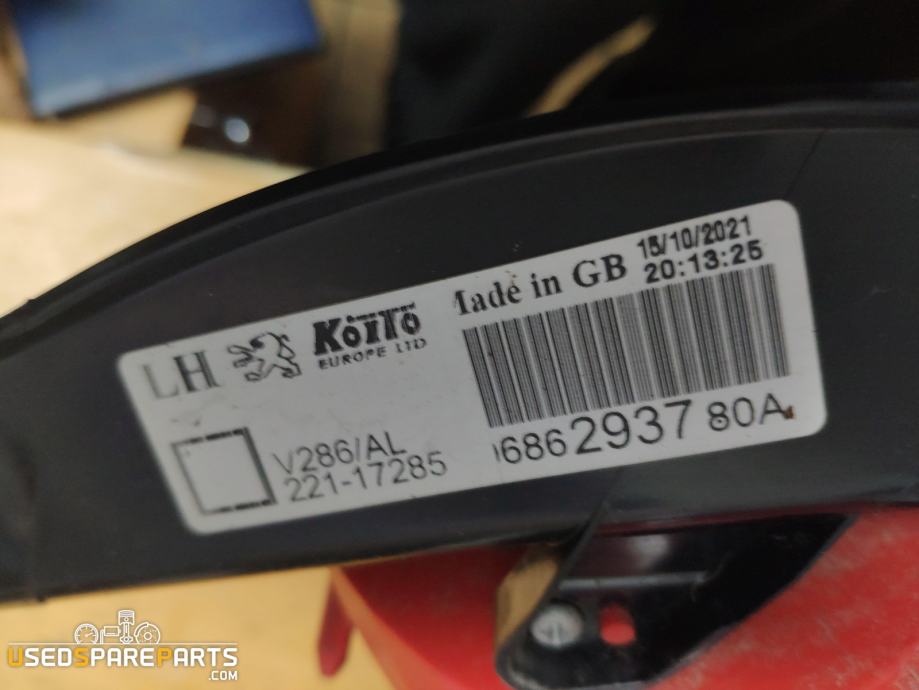 LH
KoiTo
EUROPE LTD
Made in GB
15/10/2021
20:13:25
V286/AL
221-17285
686293780A
USEDSPAREPARTS
.COM